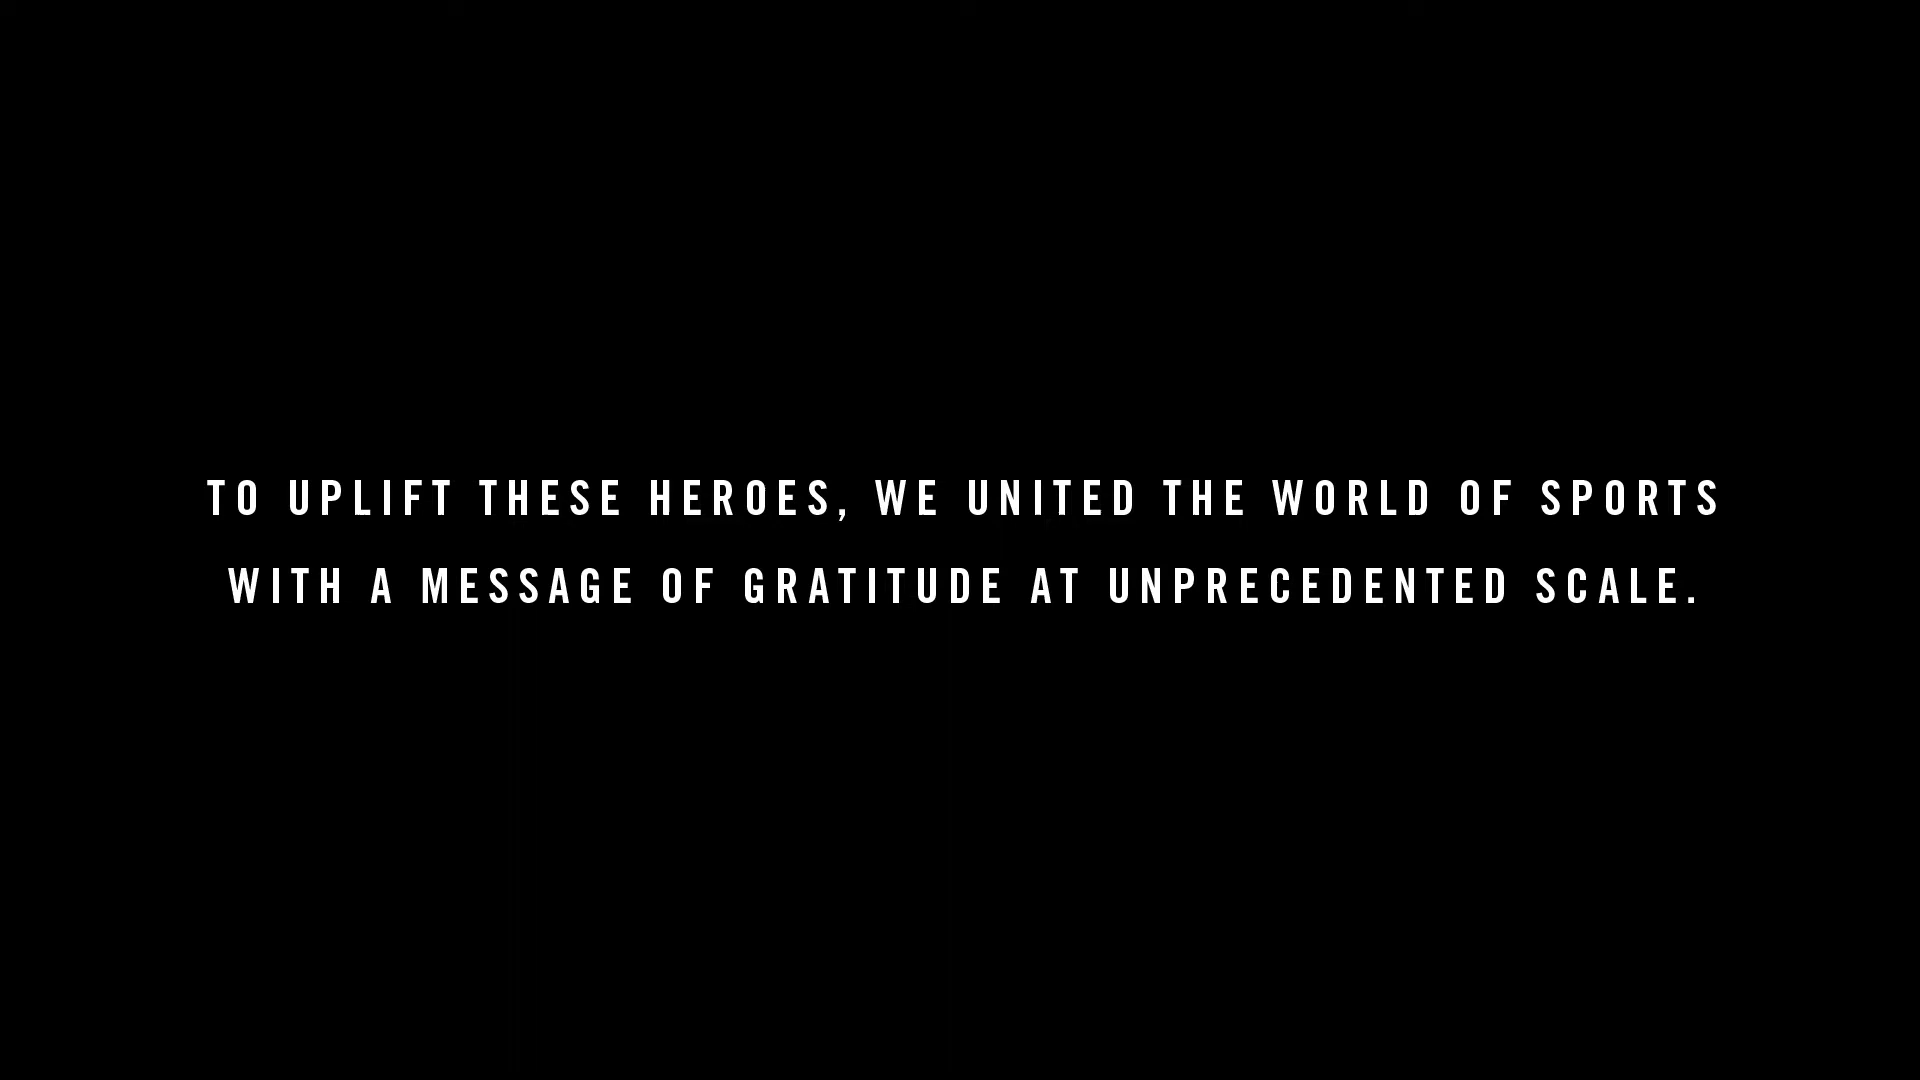 TO UPLIFT THESE HEROES, WE UNITED THE WORLD OF SPORTS
WITH A MESSAGE OF GRATITUDE AT UNPRECEDENTED SCALE.